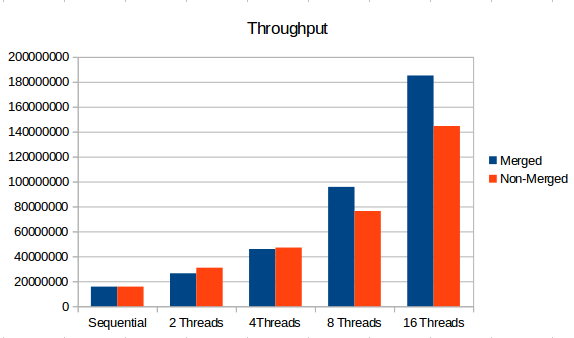 Throughput
200000000
180000000
160000000
140000000
120000000
100000000
80000000
60000000
40000000
20000000
0
Sequential
2 Threads
4Threads
8 Threads
16 Threads
Merged
Non-Merged